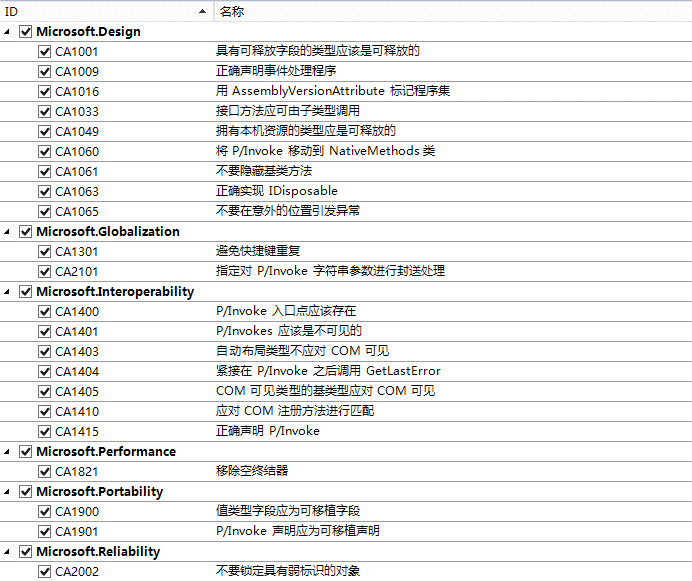 ID 名称
Microsoft.Design
CA1001 具有可释放字段的类型应该是可释放的
CA1009 正确声明事件处理程序
CA1016 用 AssemblyVersionAttribute 标记程序集
CA1033 接口方法应可由子类型调用
CA1049 拥有本机资源的类型应是可释放的
CA1060 将 P/Invoke 移动到 NativeMethods 类
CA1061 不要隐藏基类方法
CA1063 正确实现 IDisposable
CA1065 不要在意外的位置引发异常
Microsoft.Globalization
CA1301 避免快捷键重复
CA2101 指定对 P/Invoke 字符串参数进行封送处理
Microsoft.Interoperability
CA1400 P/Invoke 入口点应该存在
CA1401 P/Invokes 应该是不可见的
CA1403 自动布局类型不应对 COM 可见
CA1404 紧接在 P/Invoke 之后调用 GetLastError
CA1405 COM 可见类型的基类型应对 COM 可见
CA1410 应对 COM 注册方法进行匹配
CA1415 正确声明 P/Invoke
Microsoft.Performance
CA1821 移除空终结器
Microsoft.Portability
CA1900 值类型字段应为可移植字段
CA1901 P/Invoke 声明应为可移植声明
Microsoft.Reliability
CA2002 不要锁定具有弱标识的对象